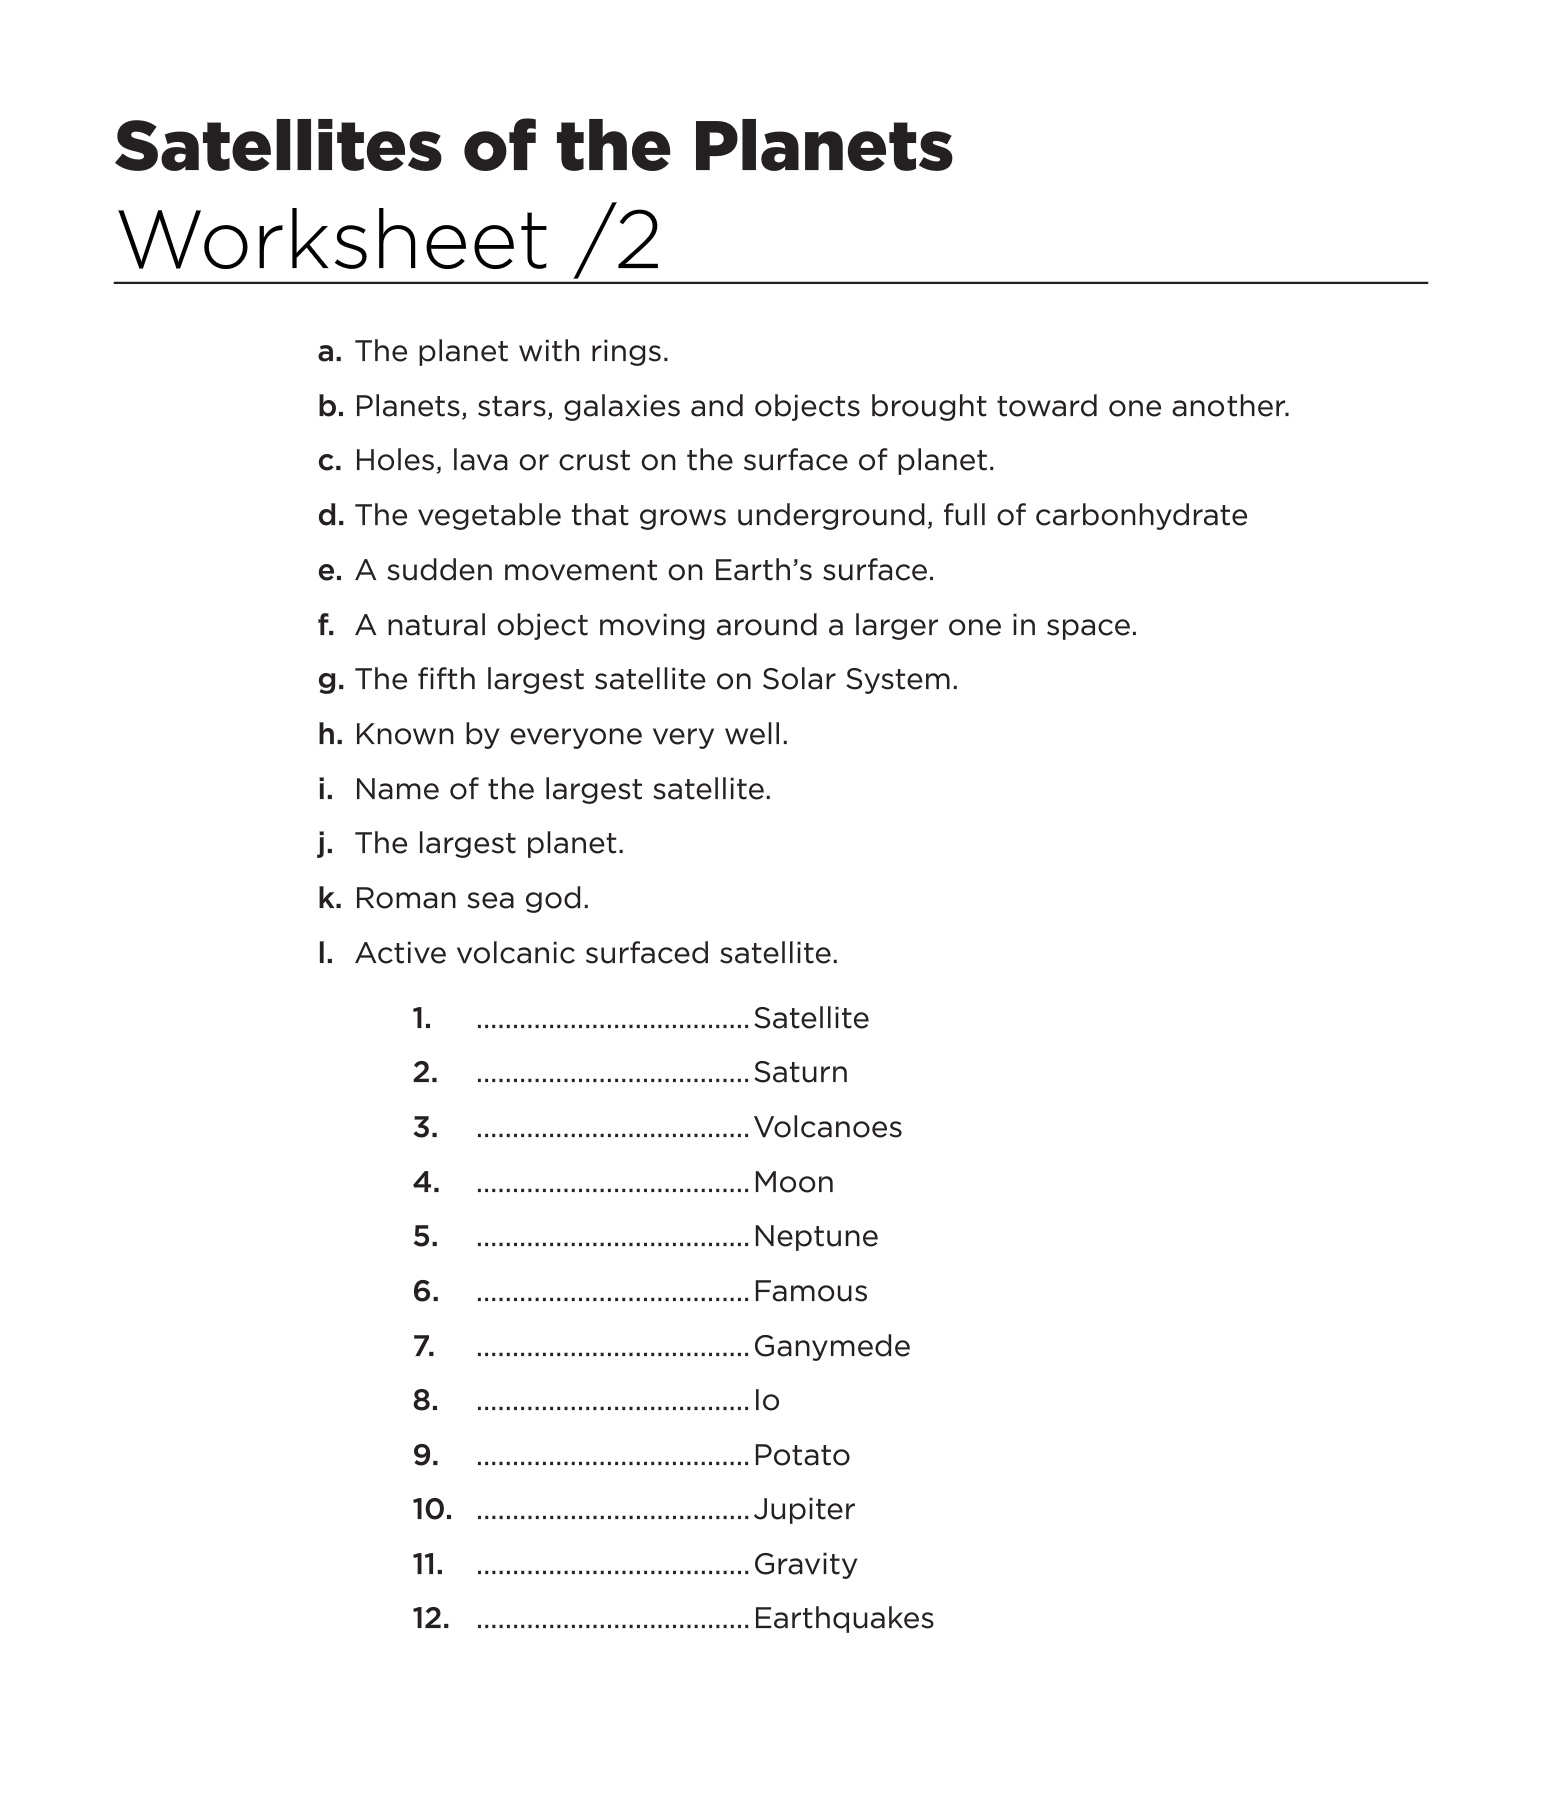 Satellites of the Planets
Worksheet /2
a. The planet with rings.
b. Planets, stars, galaxies and objects brought toward one another.
c. Holes, lava or crust on the surface of planet.
d. The vegetable that grows underground, full of carbonhydrate
e. A sudden movement on Earth’s surface.
f. A natural object moving around a larger one in space.
g. The fifth largest satellite on Solar System.
h. Known by everyone very well.
i. Name of the largest satellite.
j. The largest planet.
k. Roman sea god.
l. Active volcanic surfaced satellite.
1. ......................................Satellite
2. ......................................Saturn
3. ......................................Volcanoes
4. ......................................Moon
5. ......................................Neptune
6. ......................................Famous
7. ......................................Ganymede
8. ......................................Io
9. ......................................Potato
10. ......................................Jupiter
11. ......................................Gravity
12. ......................................Earthquakes